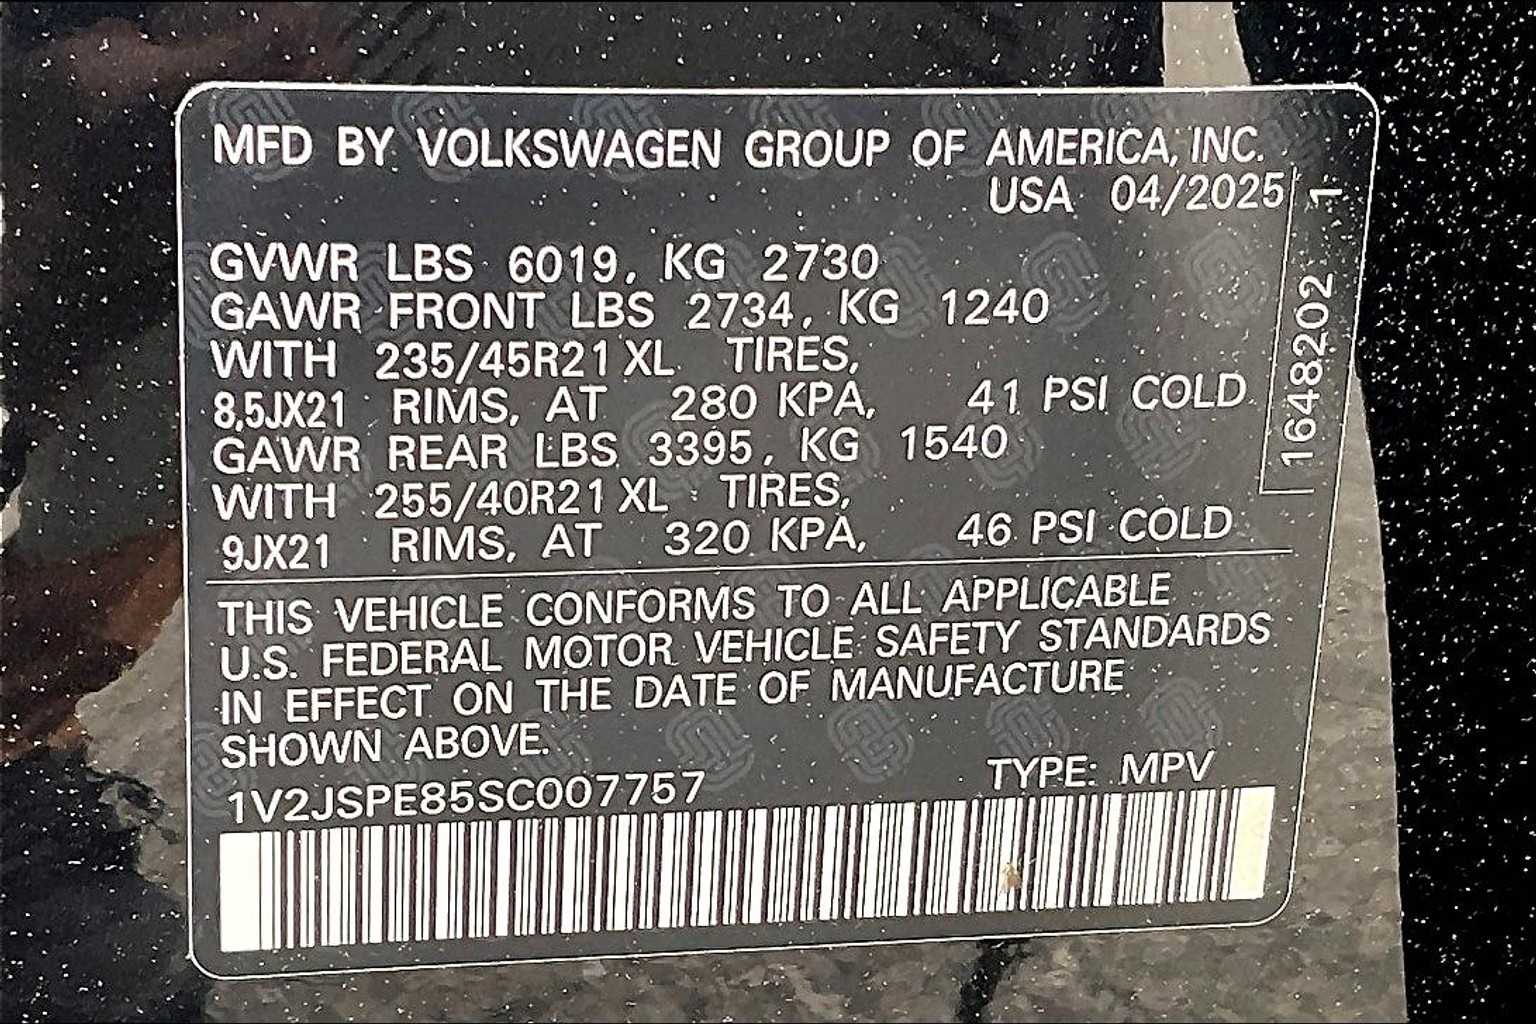 MFD BY VOLKSWAGEN GROUP OF AMERICA, INC.
USA 04/2025
GVWR LBS 6019, KG 2730
GAWR FRONT LBS 2734, KG 1240
WITH 235/45R21 XL TIRES,
8,5JX21 RIMS, AT 280 KPA, 41 PSI COLD
GAWR REAR LBS 3395, KG 1540
WITH 255/40R21 XL TIRES,
9JX21 RIMS, AT 320 KPA, 46 PSI COLD
THIS VEHICLE CONFORMS TO ALL APPLICABLE
U.S. FEDERAL MOTOR VEHICLE SAFETY STANDARDS
IN EFFECT ON THE DATE OF MANUFACTURE
SHOWN ABOVE.
1V2JSPE85SC007757 TYPE: MPV
1648202 1